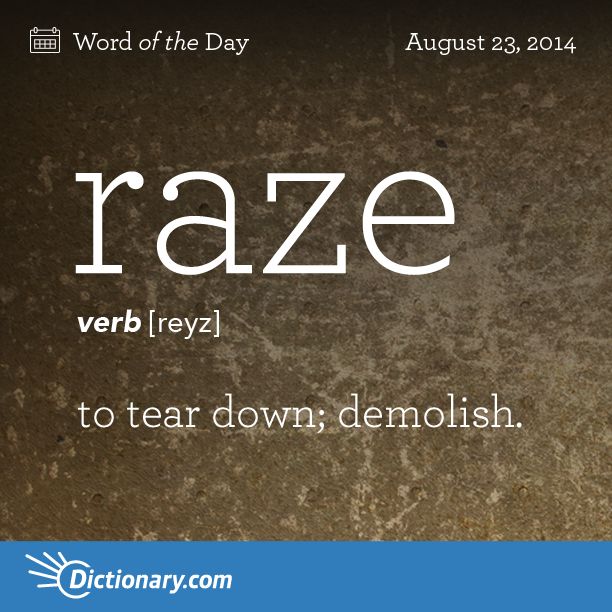 Word of the Day
August 23, 2014
raze
verb [reyz]
to tear down; demolish.
Dictionary.com